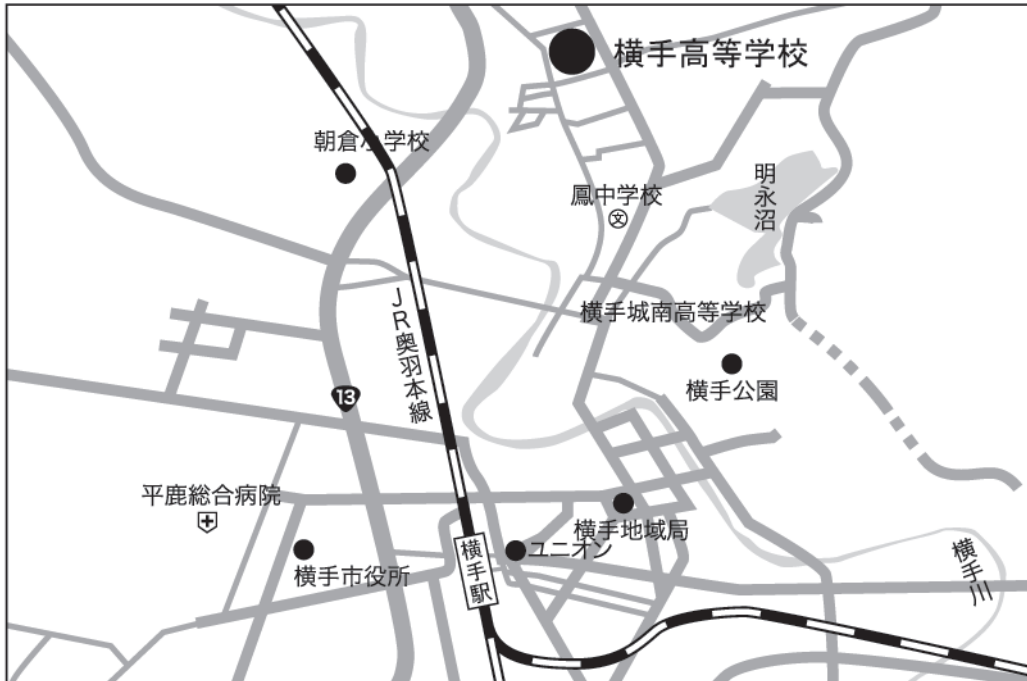 横手高等学校
朝倉小学校
明永沼
鳳中学校
横手城南高等学校
JR奥羽本線
横手公園
13
平鹿総合病院
横手地域局
ユニオン
横手駅
横手市役所
横手川
文